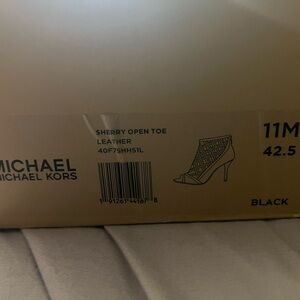 SHERRY OPEN TOE
LEATHER
40F7SHHS1L
MICHAEL
MICHAEL KORS
11M
42.5
BLACK